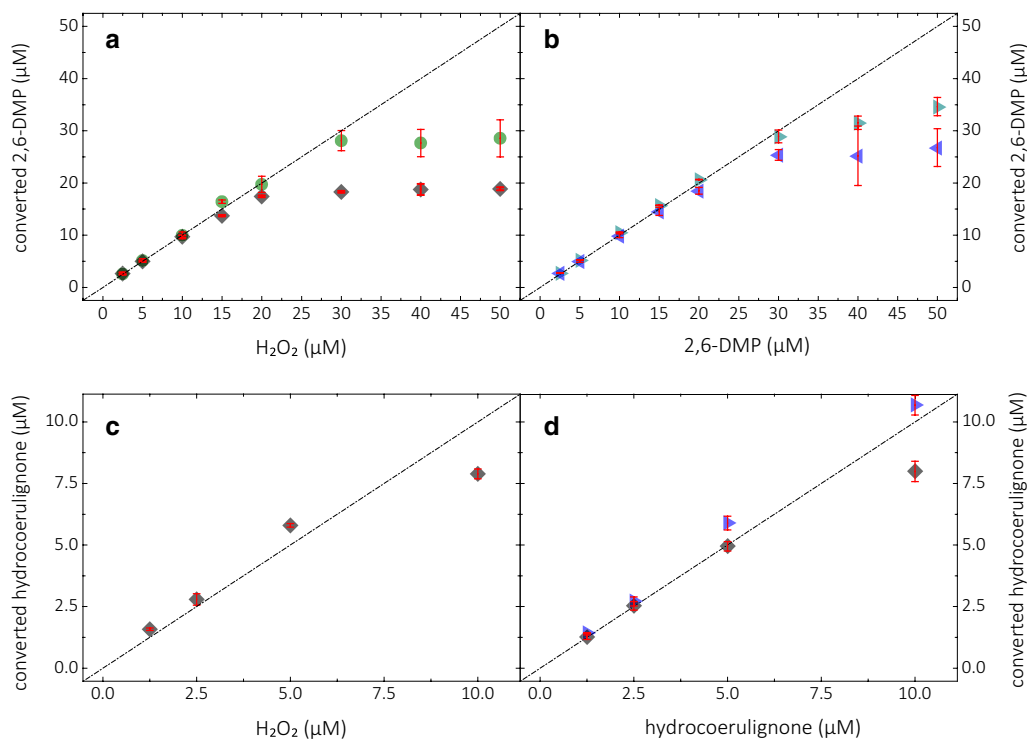 a
b
converted 2,6-DMP (µM)
50
40
30
20
10
0
0 5 10 15 20 25 30 35 40 45 50
H₂O₂ (µM)
0 5 10 15 20 25 30 35 40 45 50
2,6-DMP (µM)
50
40
30
20
10
0
converted 2,6-DMP (µM)
c
d
converted hydrocoerulignone (µM)
10.0
7.5
5.0
2.5
0.0
0.0 2.5 5.0 7.5 10.0
H₂O₂ (µM)
0.0 2.5 5.0 7.5 10.0
hydrocoerulignone (µM)
10.0
7.5
5.0
2.5
0.0
converted hydrocoerulignone (µM)